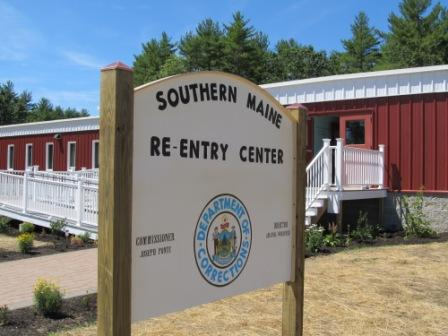 SOUTHERN MAINE
RE-ENTRY CENTER
DEPARTMENT OF
CORRECTIONS
COMMISSIONER
JOSEPH PONTE